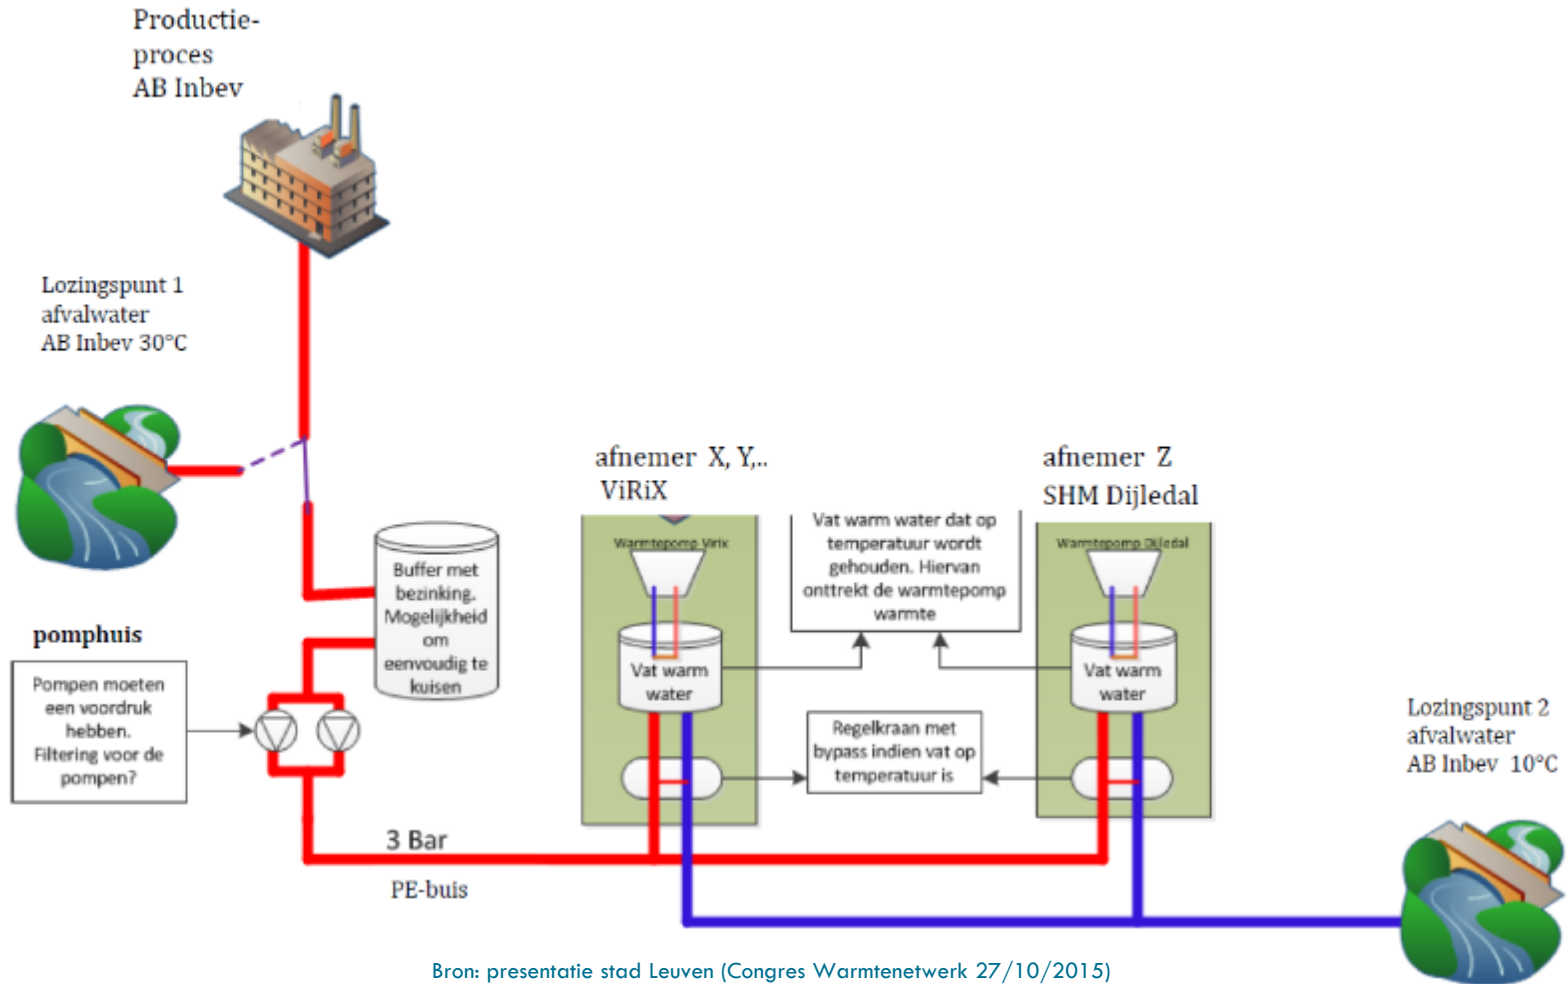 Productie-
proces
AB Inbev
Lozingspunt 1
afvalwater
AB Inbev 30°C
afnemer X, Y,..
ViRiX
afnemer Z
SHM Dijledal
Warmtepomp Virix
Vat warm water dat op
temperatuur wordt
gehouden. Hiervan
onttrekt de warmtepomp
warmte
Warmtepomp Dijledal
Buffer met
bezinking.
Mogelijkheid
om
eenvoudig te
kuisen
pomphuis
Pompen moeten
een voordruk
hebben.
Filtering voor de
pompen?
Vat warm
water
Vat warm
water
Regelkraan met
bypass indien vat op
temperatuur is
Lozingspunt 2
afvalwater
AB Inbev 10°C
3 Bar
PE-buis
Bron: presentatie stad Leuven (Congres Warmtenetwerk 27/10/2015)